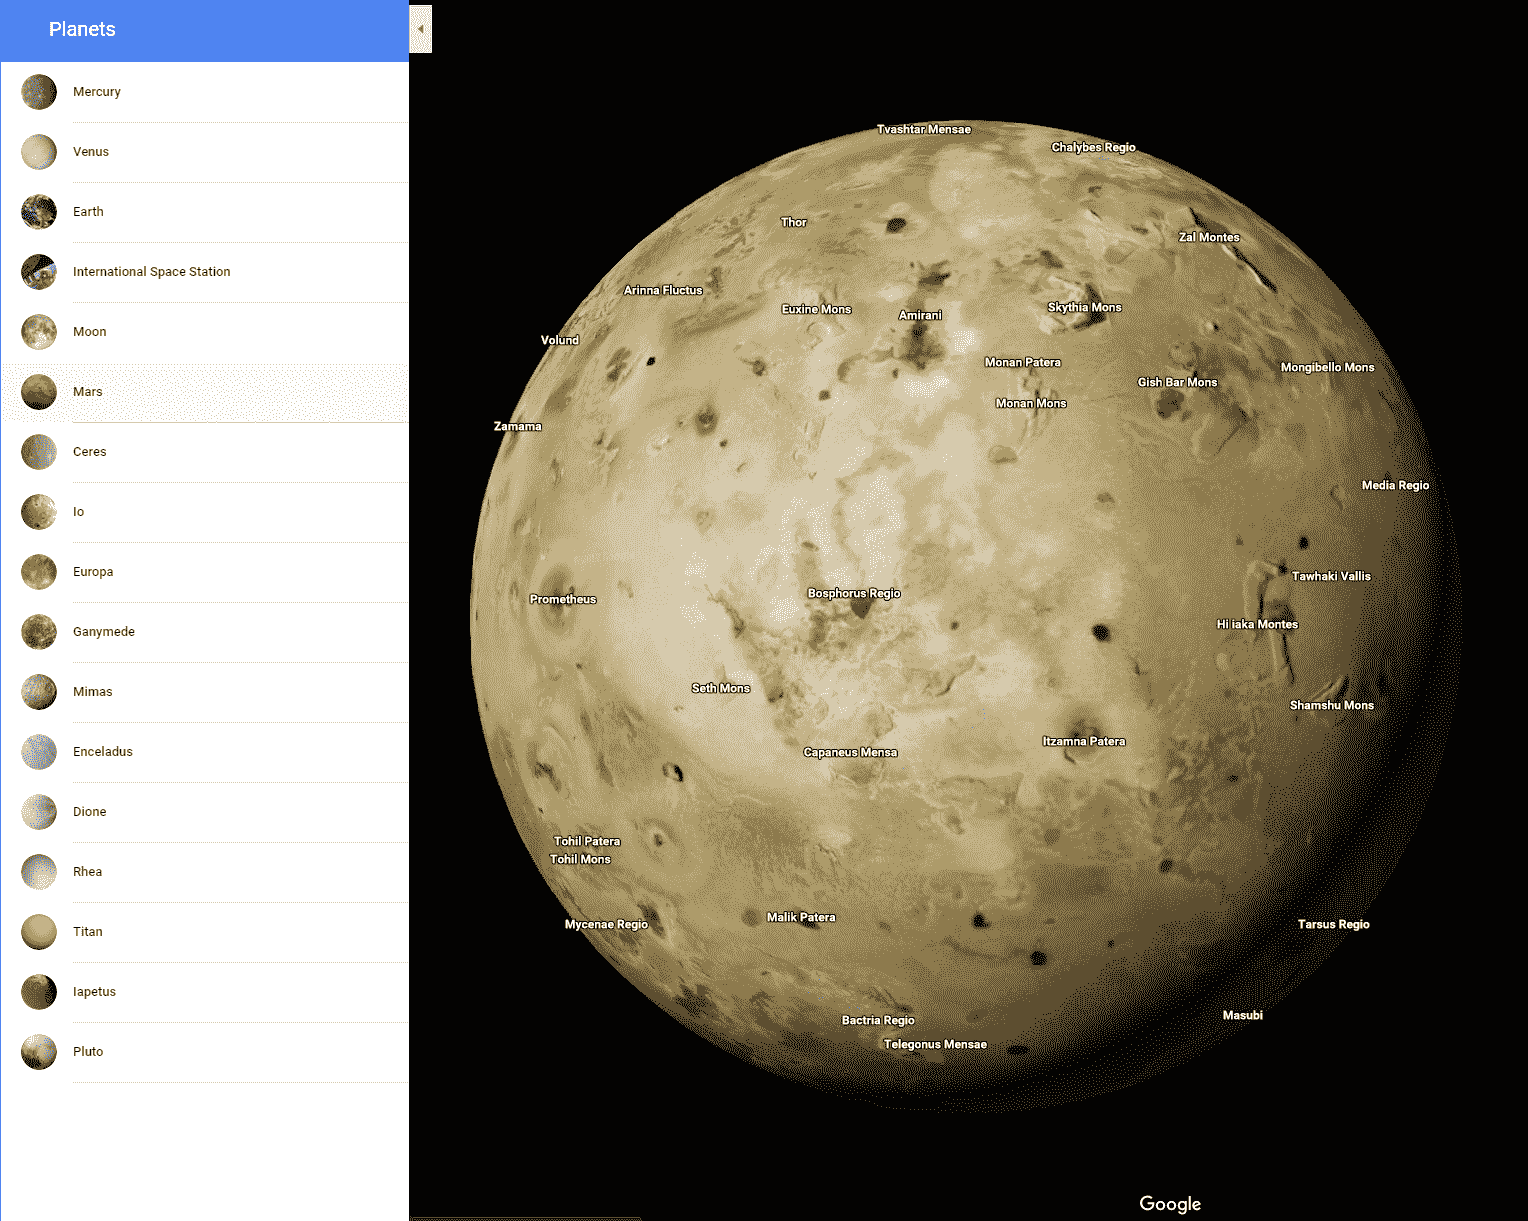 Planets
Mercury
Venus
Earth
International Space Station
Moon
Mars
Ceres
Io
Europa
Ganymede
Mimas
Enceladus
Dione
Rhea
Titan
Iapetus
Pluto
Tvashtar Mensae
Chalybes Regio
Thor
Zal Montes
Arinna Fluctus
Euxine Mons
Amirani
Skythia Mons
Volund
Monan Patera
Mongibello Mons
Gish Bar Mons
Monan Mons
Zamama
Media Regio
Tawhaki Vallis
Bosphorus Regio
Prometheus
Hi iaka Montes
Seth Mons
Shamshu Mons
Itzamna Patera
Capaneus Mensa
Tohil Patera
Tohil Mons
Malik Patera
Mycenae Regio
Tarsus Regio
Masubi
Bactria Regio
Telegonus Mensae
Google